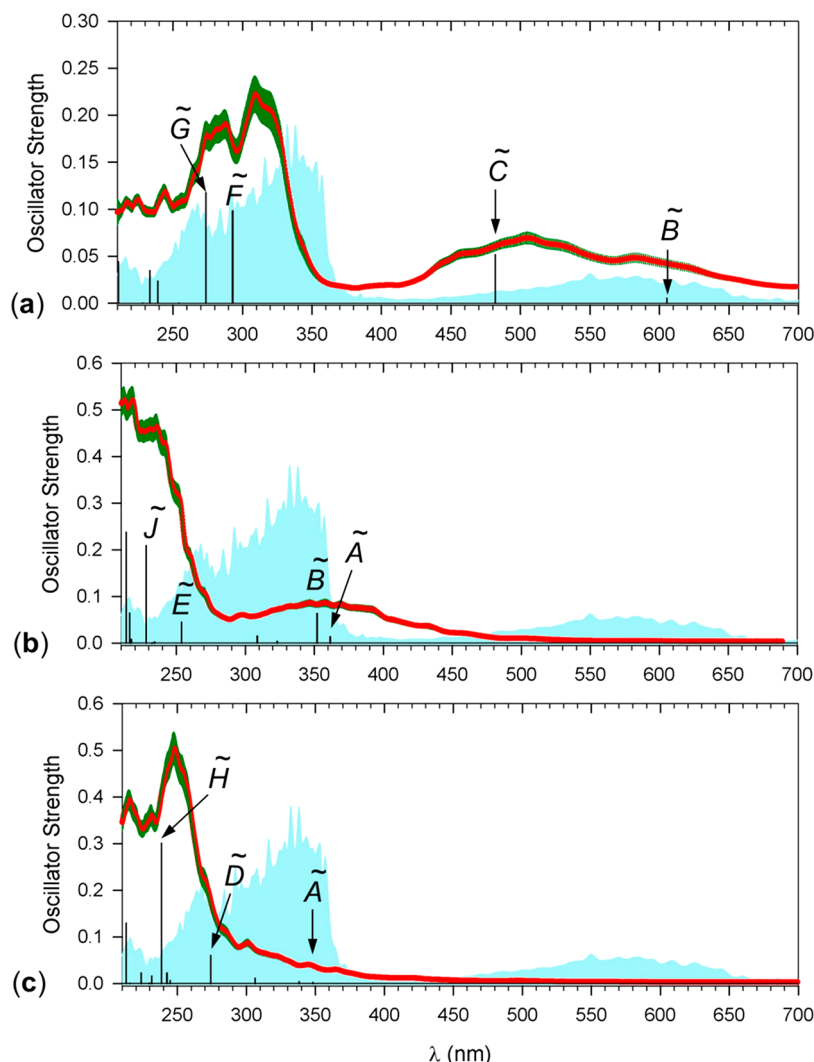 0.30
0.25
0.20
0.15
0.10
0.05
0.00
Oscillator Strength
G̃
F̃
C̃
B̃
(a)
250 300 350 400 450 500 550 600 650 700
0.6
0.5
0.4
0.3
0.2
0.1
0.0
Oscillator Strength
J̃
Ẽ
B̃
Ã
(b)
250 300 350 400 450 500 550 600 650 700
0.6
0.5
0.4
0.3
0.2
0.1
0.0
Oscillator Strength
H̃
D̃
Ã
(c)
250 300 350 400 450 500 550 600 650 700
λ (nm)